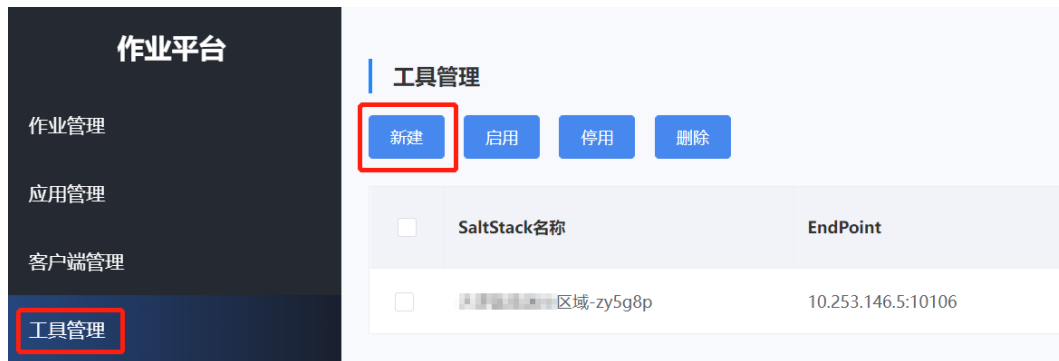 作业平台
作业管理
应用管理
客户端管理
工具管理
工具管理
新建 启用 停用 删除
SaltStack名称 EndPoint
区域-zy5g8p 10.253.146.5:10106